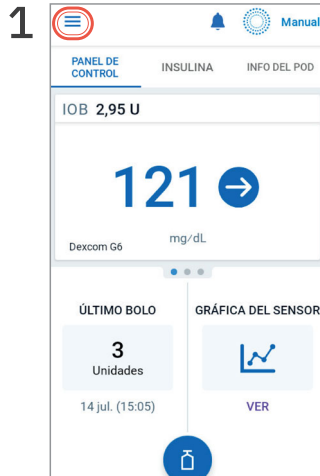 1
Manual
PANEL DE CONTROL
INSULINA
INFO DEL POD
IOB 2,95 U
121
mg/dL
Dexcom G6
ÚLTIMO BOLO
GRÁFICA DEL SENSOR
3
Unidades
14 jul. (15:05)
VER